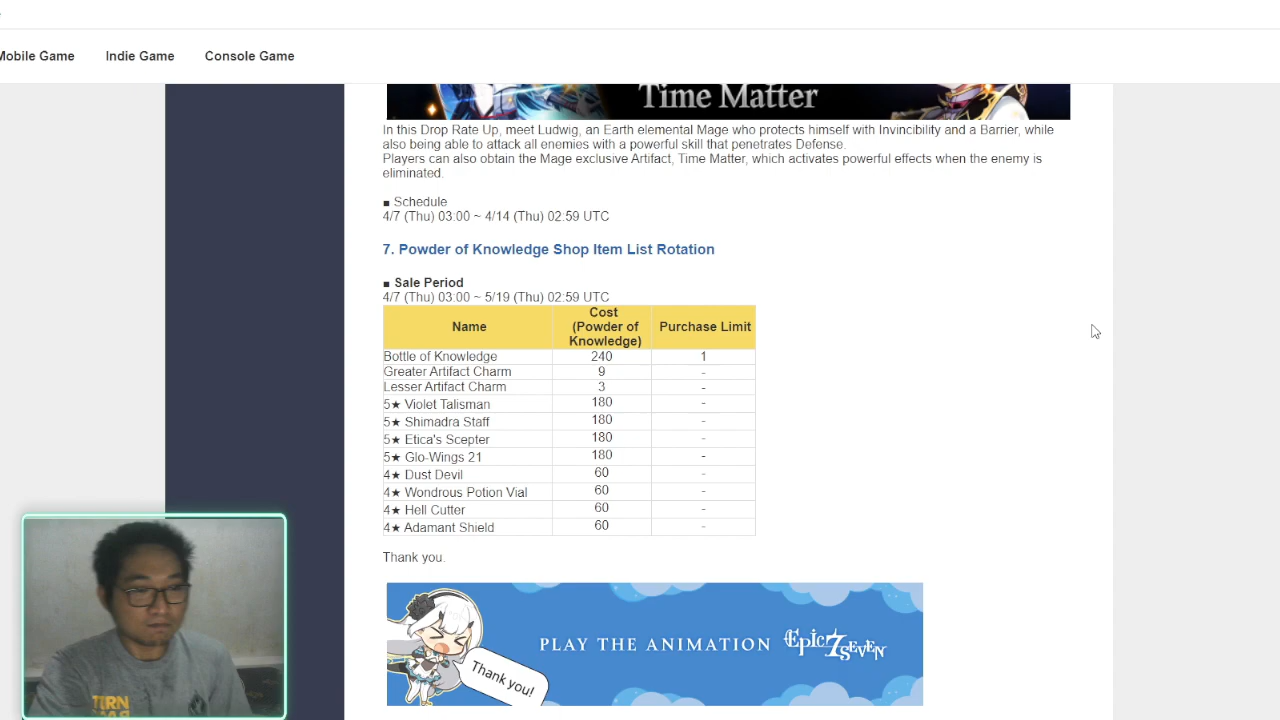 Mobile Game Indie Game Console Game
Time Matter
In this Drop Rate Up, meet Ludwig, an Earth elemental Mage who protects himself with Invincibility and a Barrier, while
also being able to attack all enemies with a powerful skill that penetrates Defense.
Players can also obtain the Mage exclusive Artifact, Time Matter, which activates powerful effects when the enemy is
eliminated.
■ Schedule
4/7 (Thu) 03:00 ~ 4/14 (Thu) 02:59 UTC
7. Powder of Knowledge Shop Item List Rotation
■ Sale Period
4/7 (Thu) 03:00 ~ 5/19 (Thu) 02:59 UTC
Name Cost (Powder of Knowledge) Purchase Limit
Bottle of Knowledge 240 1
Greater Artifact Charm 9 -
Lesser Artifact Charm 3 -
5★ Violet Talisman 180 -
5★ Shimadra Staff 180 -
5★ Etica's Scepter 180 -
5★ Glo-Wings 21 180 -
4★ Dust Devil 60 -
4★ Wondrous Potion Vial 60 -
4★ Hell Cutter 60 -
4★ Adamant Shield 60 -
Thank you.
PLAY THE ANIMATION EPIC 7 SEVEN
Thank you!